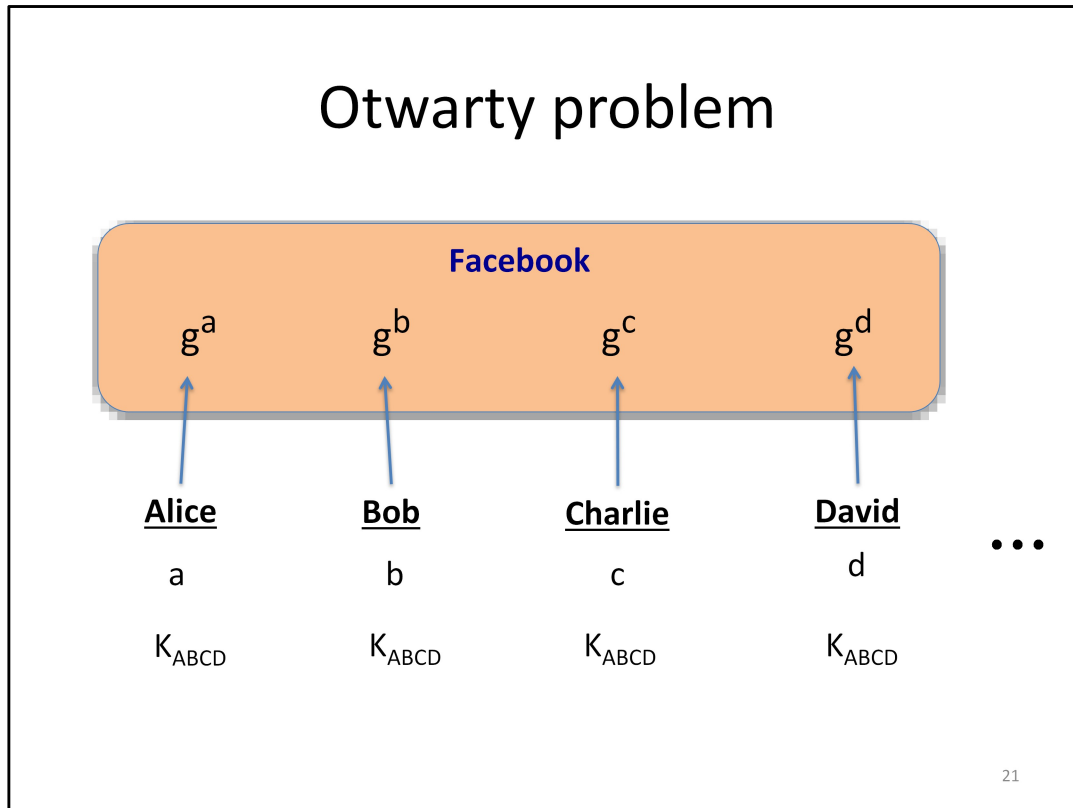 Otwarty problem
Facebook
g^a g^b g^c g^d
Alice Bob Charlie David
...
a b c d
K_ABCD K_ABCD K_ABCD K_ABCD
21